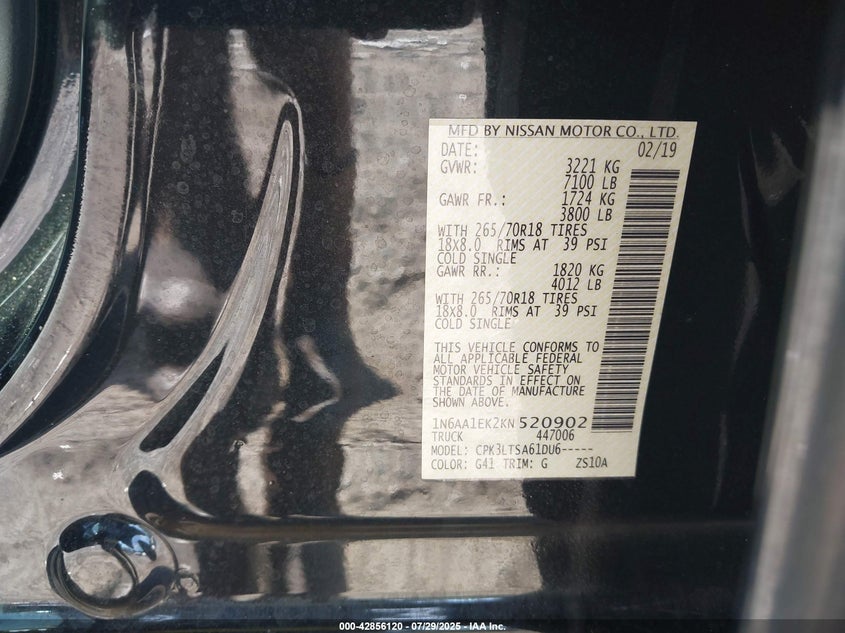 MFD BY NISSAN MOTOR CO., LTD.
DATE: 02/19
GVWR: 3221 KG
7100 LB
GAWR FR.: 1724 KG
3800 LB
WITH 265/70R18 TIRES
18X8.0 RIMS AT 39 PSI
COLD SINGLE
GAWR RR.: 1820 KG
4012 LB
WITH 265/70R18 TIRES
18X8.0 RIMS AT 39 PSI
COLD SINGLE
THIS VEHICLE CONFORMS TO
ALL APPLICABLE FEDERAL
MOTOR VEHICLE SAFETY
STANDARDS IN EFFECT ON
THE DATE OF MANUFACTURE
SHOWN ABOVE.
1N6AA1EK2KN520902
TRUCK 447006
MODEL: CPK3LTSA61DU6-----
COLOR: G41 TRIM: G ZS10A
000-42856120 - 07/29/2025 - IAA Inc.